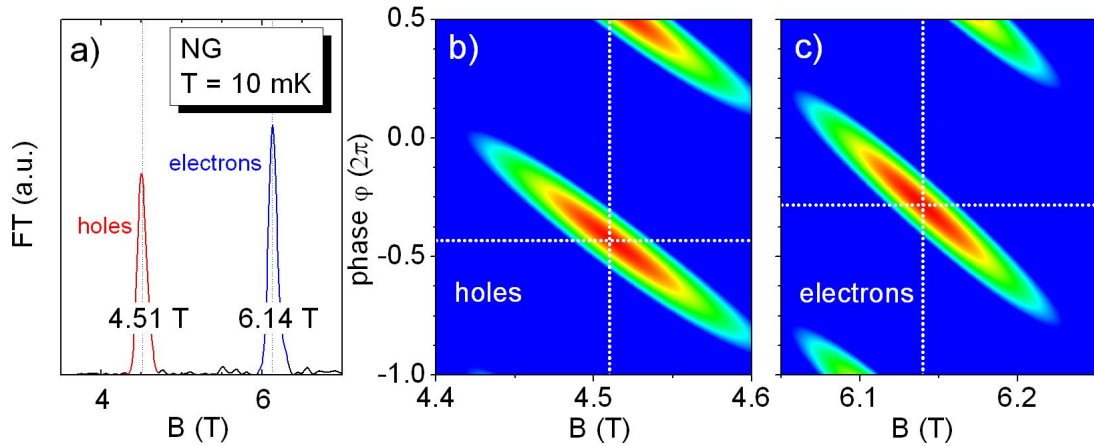 a)
NG
T = 10 mK
electrons
holes
4.51 T
6.14 T
FT (a.u.)
4
6
B (T)
b)
phase φ (2π)
0.5
0.0
-0.5
-1.0
holes
4.4
4.5
4.6
B (T)
c)
electrons
6.1
6.2
B (T)